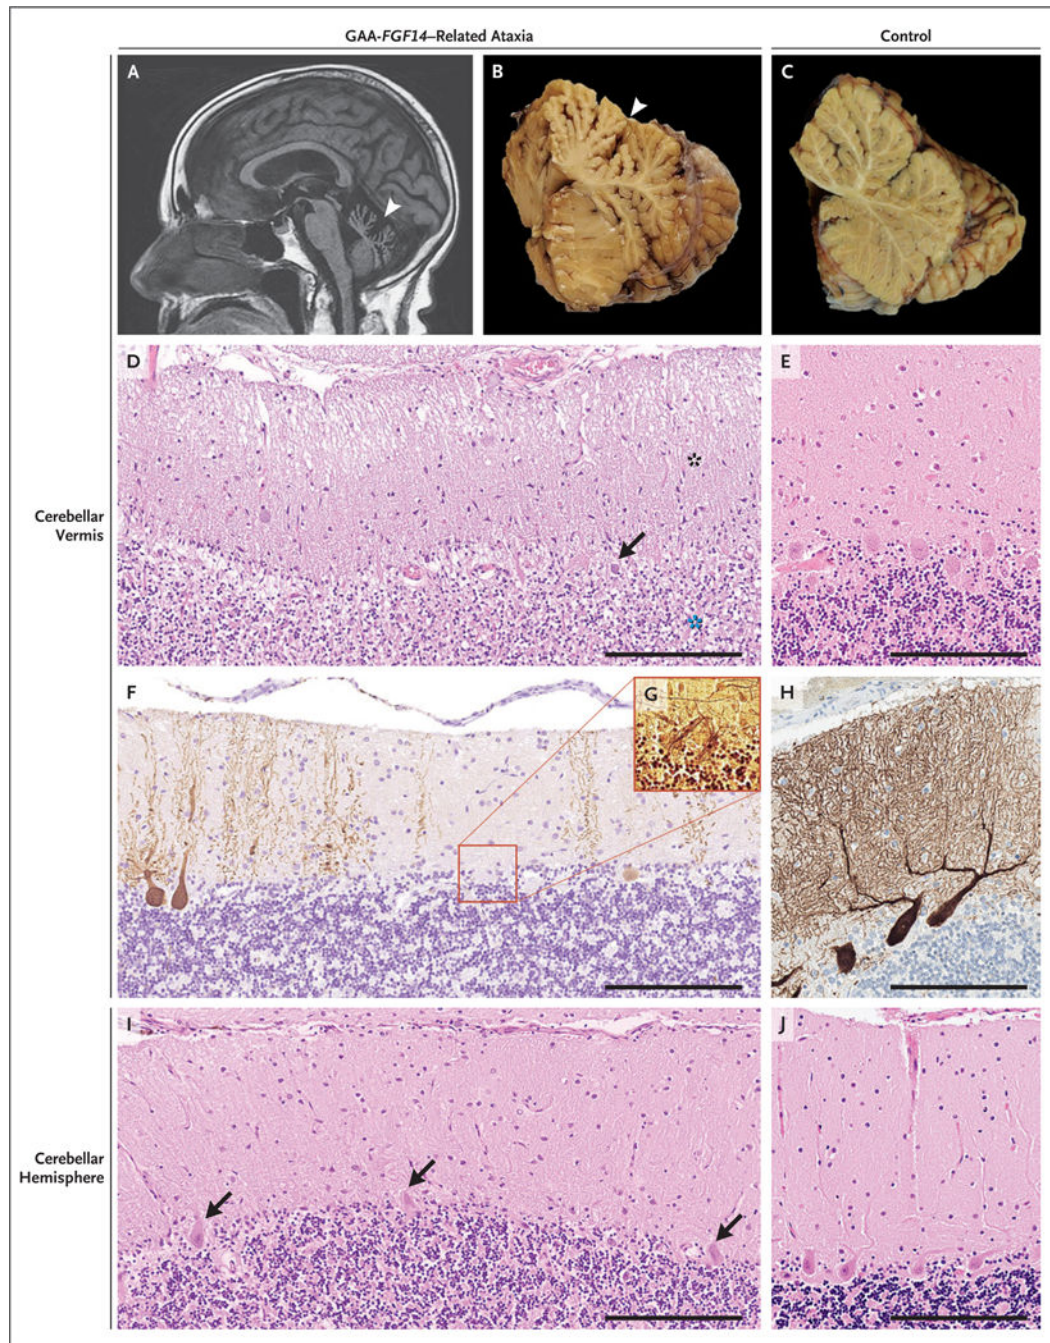 GAA-FGF14–Related Ataxia
Control
A
B
C
D
E
Cerebellar
Vermis
F
G
H
I
J
Cerebellar
Hemisphere